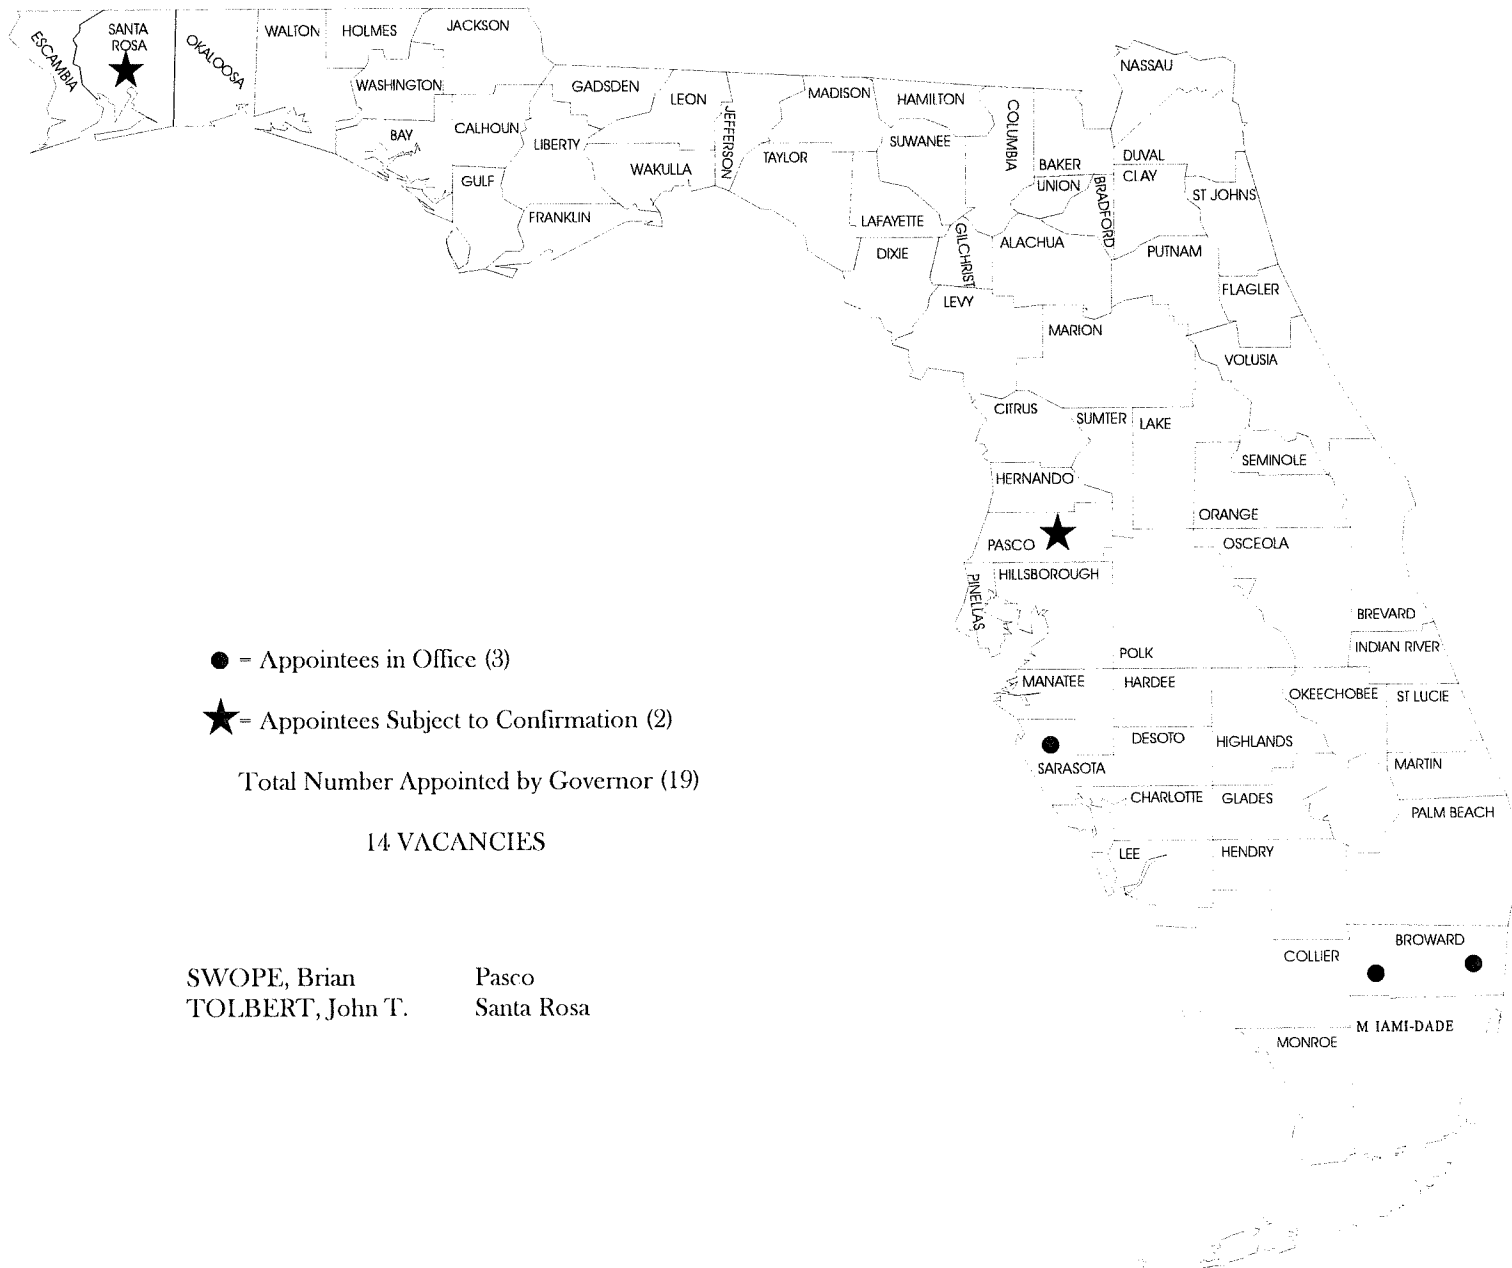 ESCAMBIA
SANTA
ROSA
OKALOOSA
WALTON
HOLMES
JACKSON
WASHINGTON
BAY
CALHOUN
GULF
GADSDEN
LIBERTY
FRANKLIN
LEON
WAKULLA
JEFFERSON
MADISON
TAYLOR
HAMILTON
SUWANEE
LAFAYETTE
DIXIE
COLUMBIA
GILCHRIST
LEVY
BAKER
UNION
BRADFORD
ALACHUA
NASSAU
DUVAL
CLAY
ST JOHNS
PUTNAM
FLAGLER
MARION
VOLUSIA
CITRUS
SUMTER
LAKE
SEMINOLE
HERNANDO
ORANGE
PASCO
OSCEOLA
HILLSBOROUGH
PINELLAS
BREVARD
INDIAN RIVER
POLK
MANATEE
HARDEE
OKEECHOBEE
ST LUCIE
DESOTO
HIGHLANDS
SARASOTA
MARTIN
CHARLOTTE
GLADES
PALM BEACH
LEE
HENDRY
COLLIER
BROWARD
M IAMI-DADE
MONROE
= Appointees in Office (3)
= Appointees Subject to Confirmation (2)
Total Number Appointed by Governor (19)
14 VACANCIES
SWOPE, Brian Pasco
TOLBERT, John T. Santa Rosa